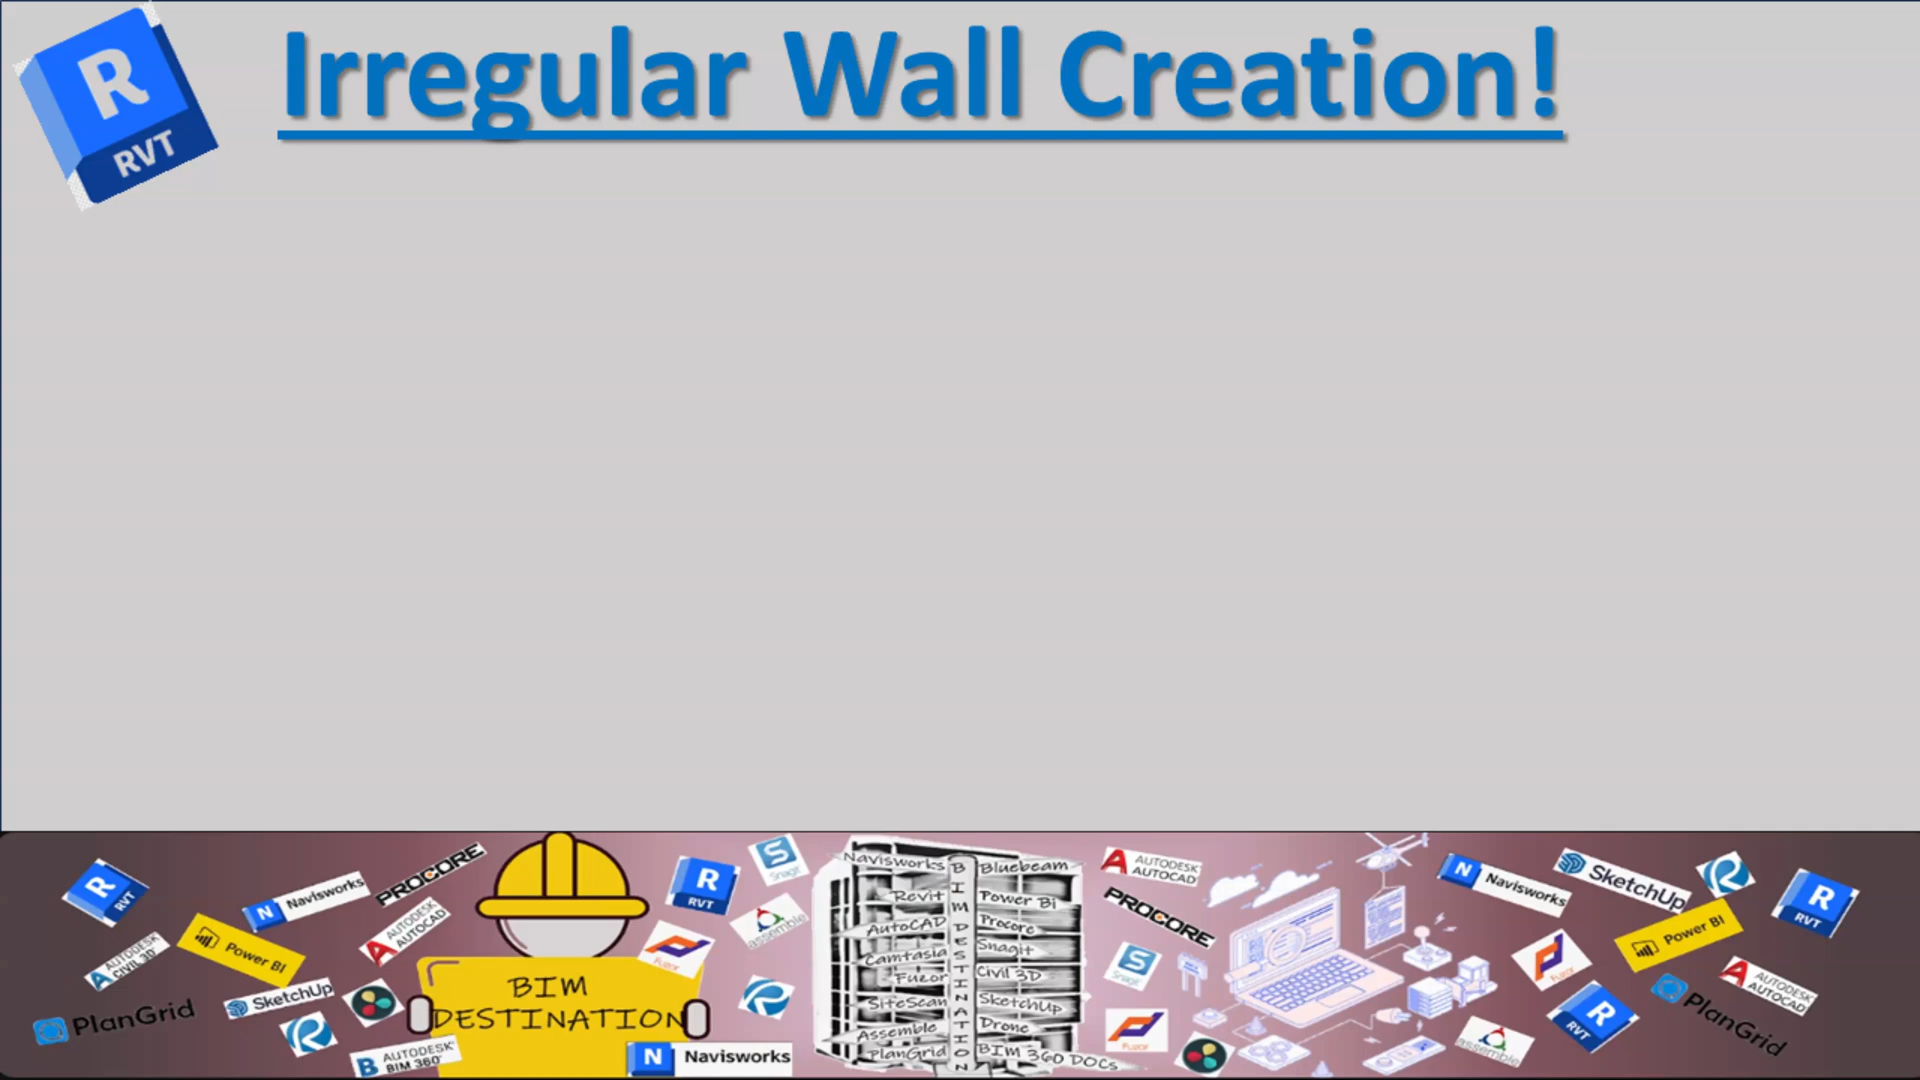 R
RVT
Irregular Wall Creation!
R
RVT
AUTODESK
CIVIL 3D
PlanGrid
Power BI
N Navisworks
PROCORE
AUTODESK
AUTOCAD
SketchUp
B AUTODESK
BIM 360
BIM
DESTINATION
R
RVT
Snagit
Fuzor
assemble
N Navisworks
BIM DESTINATION
Navisworks
Revit
AutoCAD
Camtasia
Fuzor
SiteScan
Assemble
PlanGrid
Bluebeam
Power Bi
Procore
Snagit
Civil 3D
SketchUp
Drone
BIM 360 DOCs
AUTODESK
AUTOCAD
PROCORE
Snagit
Fuzor
N Navisworks
SketchUp
Power BI
Fuzor
R
RVT
assemble
PlanGrid
AUTODESK
AUTOCAD
R
RVT